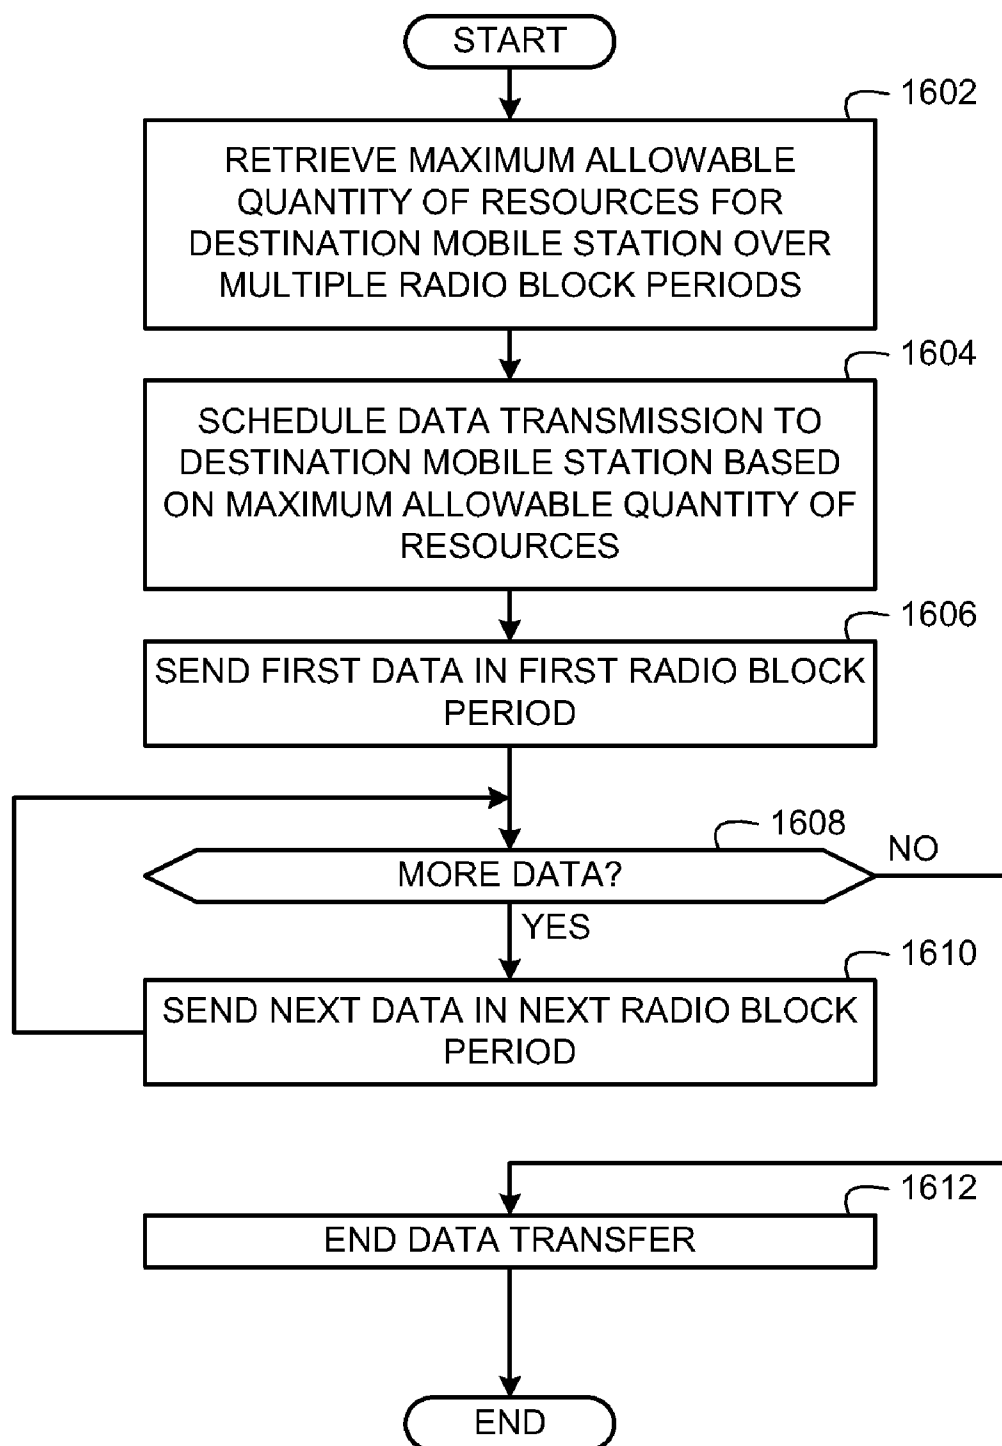 START
1602
RETRIEVE MAXIMUM ALLOWABLE
QUANTITY OF RESOURCES FOR
DESTINATION MOBILE STATION OVER
MULTIPLE RADIO BLOCK PERIODS
1604
SCHEDULE DATA TRANSMISSION TO
DESTINATION MOBILE STATION BASED
ON MAXIMUM ALLOWABLE QUANTITY OF
RESOURCES
1606
SEND FIRST DATA IN FIRST RADIO BLOCK
PERIOD
1608
MORE DATA?
NO
YES
1610
SEND NEXT DATA IN NEXT RADIO BLOCK
PERIOD
1612
END DATA TRANSFER
END